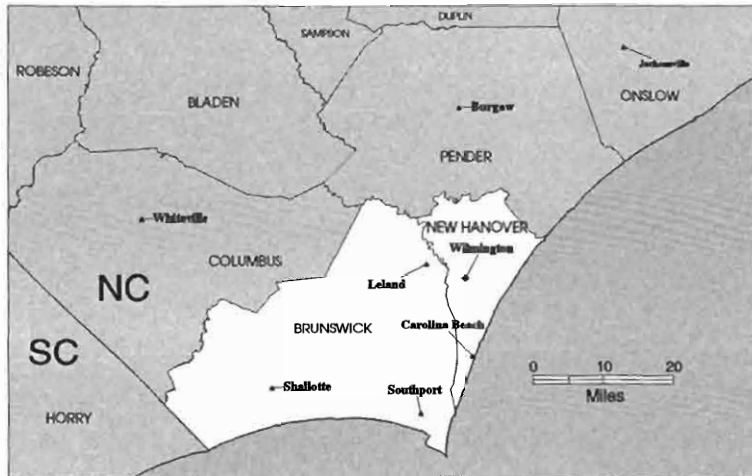 DUPLIN
SAMPSON
Jacksonville
ROBESON
ONSLOW
BLADEN
Burgaw
PENDER
Whiteville
NEW HANOVER
Wilmington
COLUMBUS
Leland
NC
BRUNSWICK
Carolina Beach
SC
Shallotte
Southport
0 10 20
Miles
HORRY